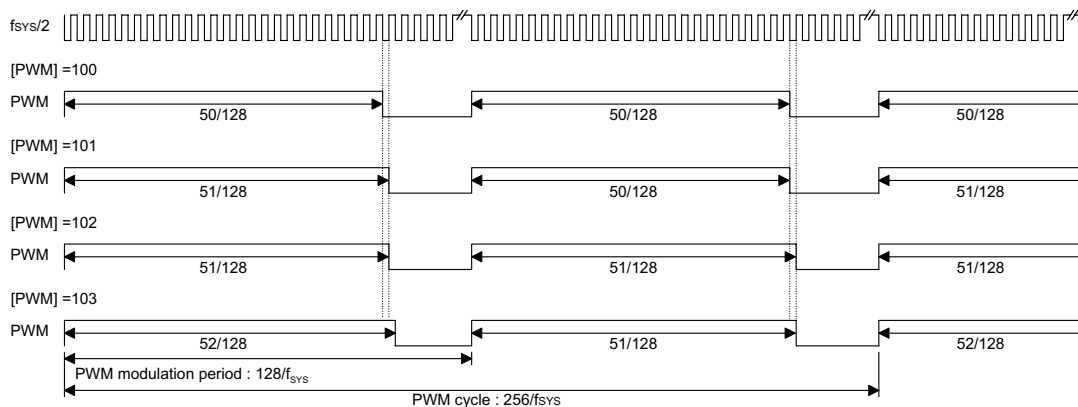 fSYS/2
[PWM] =100
PWM
50/128 50/128 50/128
[PWM] =101
PWM
51/128 50/128 51/128
[PWM] =102
PWM
51/128 51/128 51/128
[PWM] =103
PWM
52/128 51/128 52/128
PWM modulation period : 128/fSYS
PWM cycle : 256/fSYS